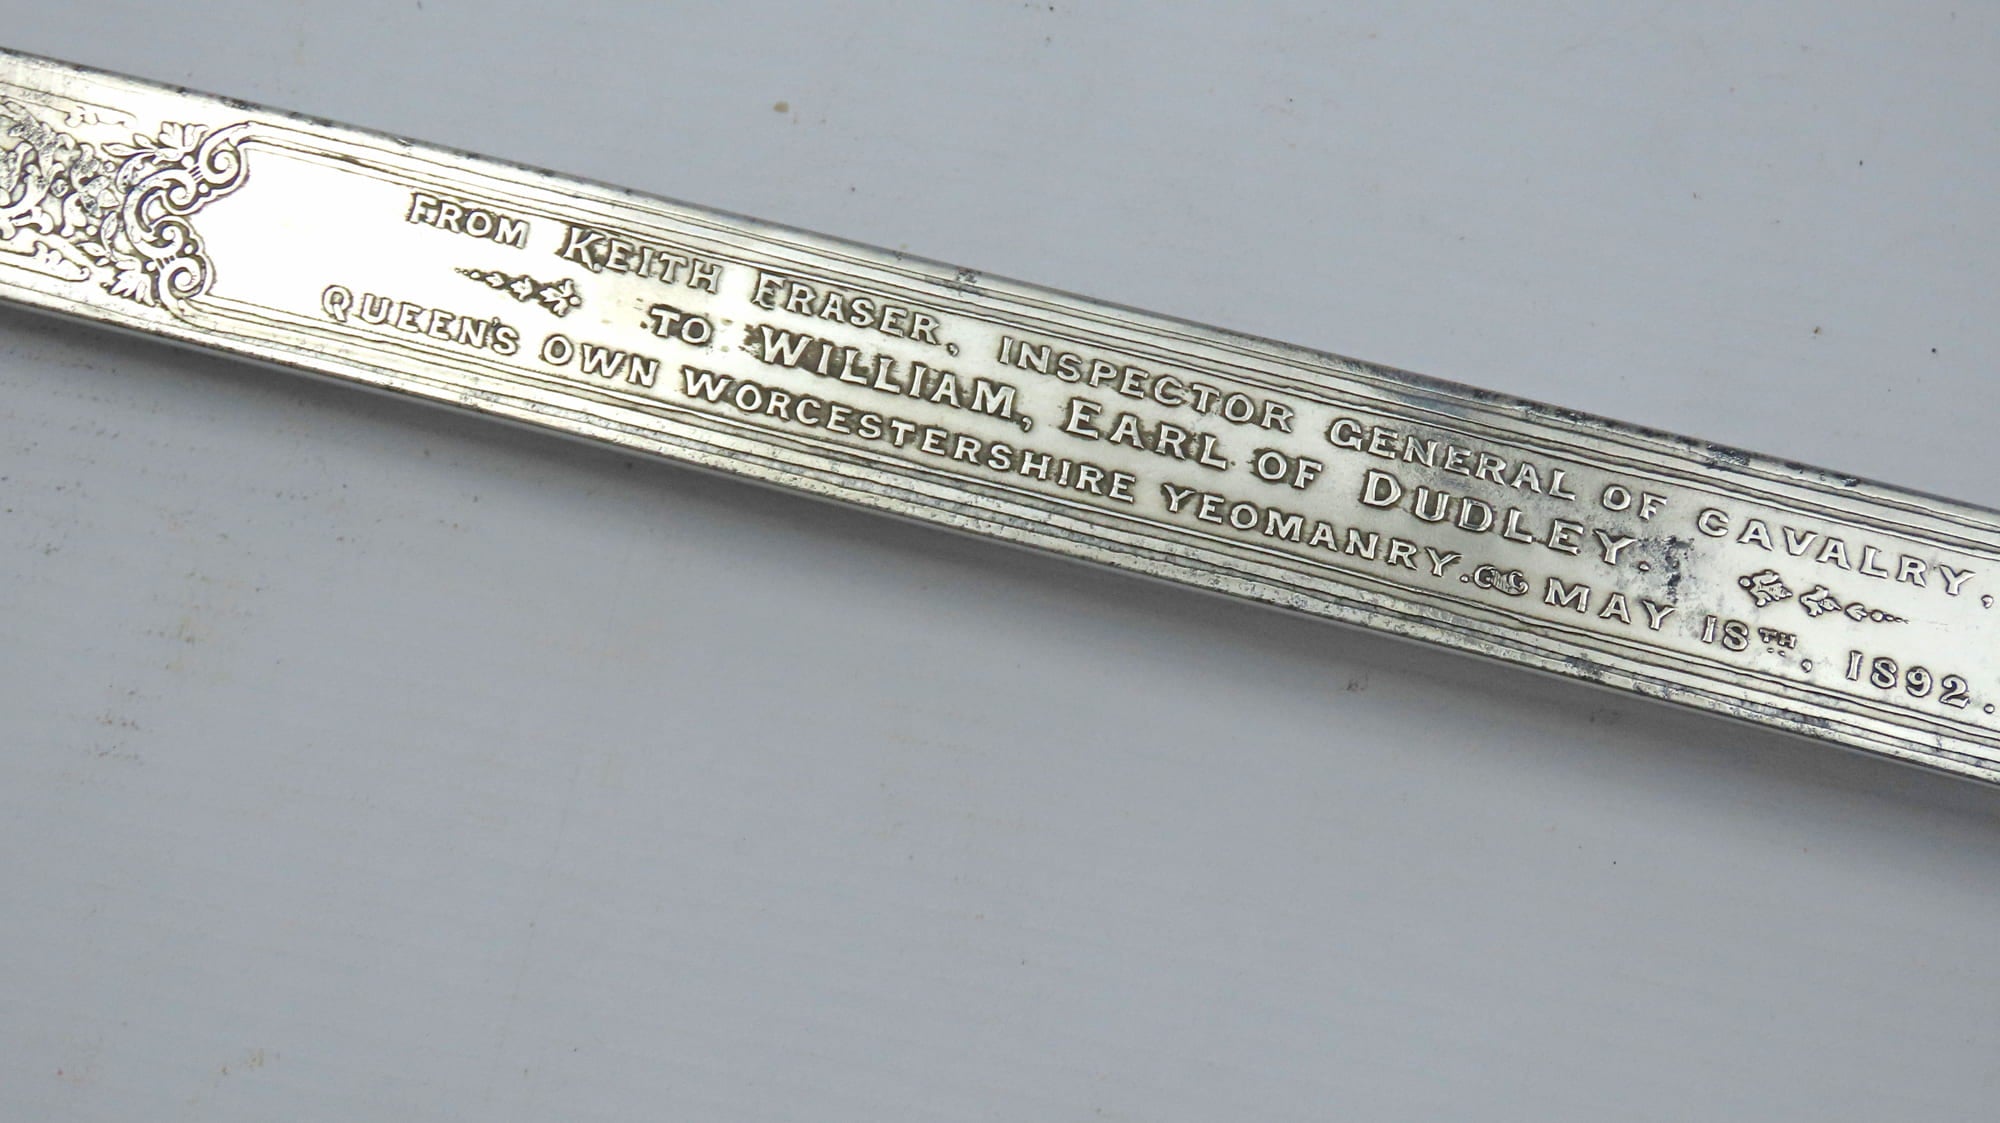 FROM KEITH FRASER, INSPECTOR GENERAL OF CAVALRY,
TO WILLIAM, EARL OF DUDLEY.
QUEEN'S OWN WORCESTERSHIRE YEOMANRY. MAY 18TH, 1892.